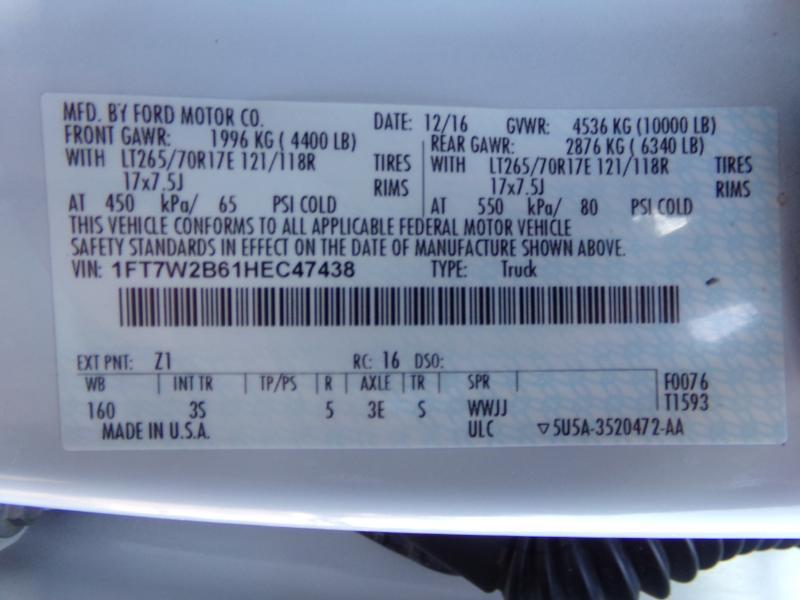 MFD. BY FORD MOTOR CO. DATE: 12/16 GVWR: 4536 KG (10000 LB)
FRONT GAWR: 1996 KG ( 4400 LB) REAR GAWR: 2876 KG ( 6340 LB)
WITH LT265/70R17E 121/118R TIRES WITH LT265/70R17E 121/118R TIRES
17x7.5J RIMS 17x7.5J RIMS
AT 450 kPa/ 65 PSI COLD AT 550 kPa/ 80 PSI COLD
THIS VEHICLE CONFORMS TO ALL APPLICABLE FEDERAL MOTOR VEHICLE
SAFETY STANDARDS IN EFFECT ON THE DATE OF MANUFACTURE SHOWN ABOVE.
VIN: 1FT7W2B61HEC47438 TYPE: Truck
EXT PNT: Z1 RC: 16 DSO:
WB INT TR TP/PS R AXLE TR SPR F0076
160 3S 5 3E S WWJJ T1593
MADE IN U.S.A. ULC ▽5U5A-3520472-AA